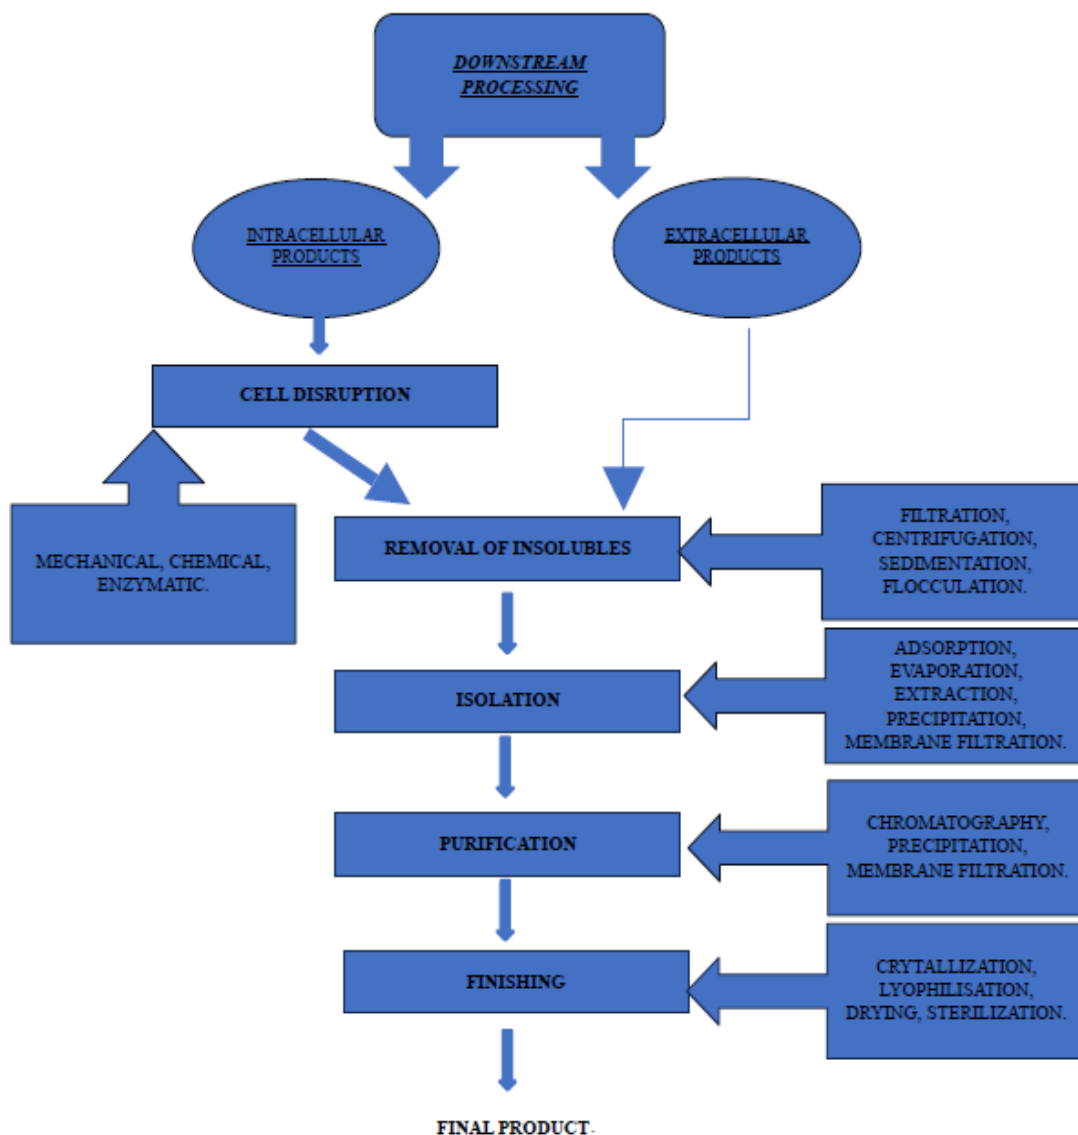 DOWNSTREAM
PROCESSING
INTRACELLULAR
PRODUCTS
EXTRACELLULAR
PRODUCTS
CELL DISRUPTION
MECHANICAL, CHEMICAL,
ENZYMATIC.
REMOVAL OF INSOLUBLES
FILTRATION,
CENTRIFUGATION,
SEDIMENTATION,
FLOCCULATION.
ISOLATION
ADSORPTION,
EVAPORATION,
EXTRACTION,
PRECIPITATION,
MEMBRANE FILTRATION.
PURIFICATION
CHROMATOGRAPHY,
PRECIPITATION,
MEMBRANE FILTRATION.
FINISHING
CRYTALLIZATION,
LYOPHILISATION,
DRYING, STERILIZATION.
FINAL PRODUCT-